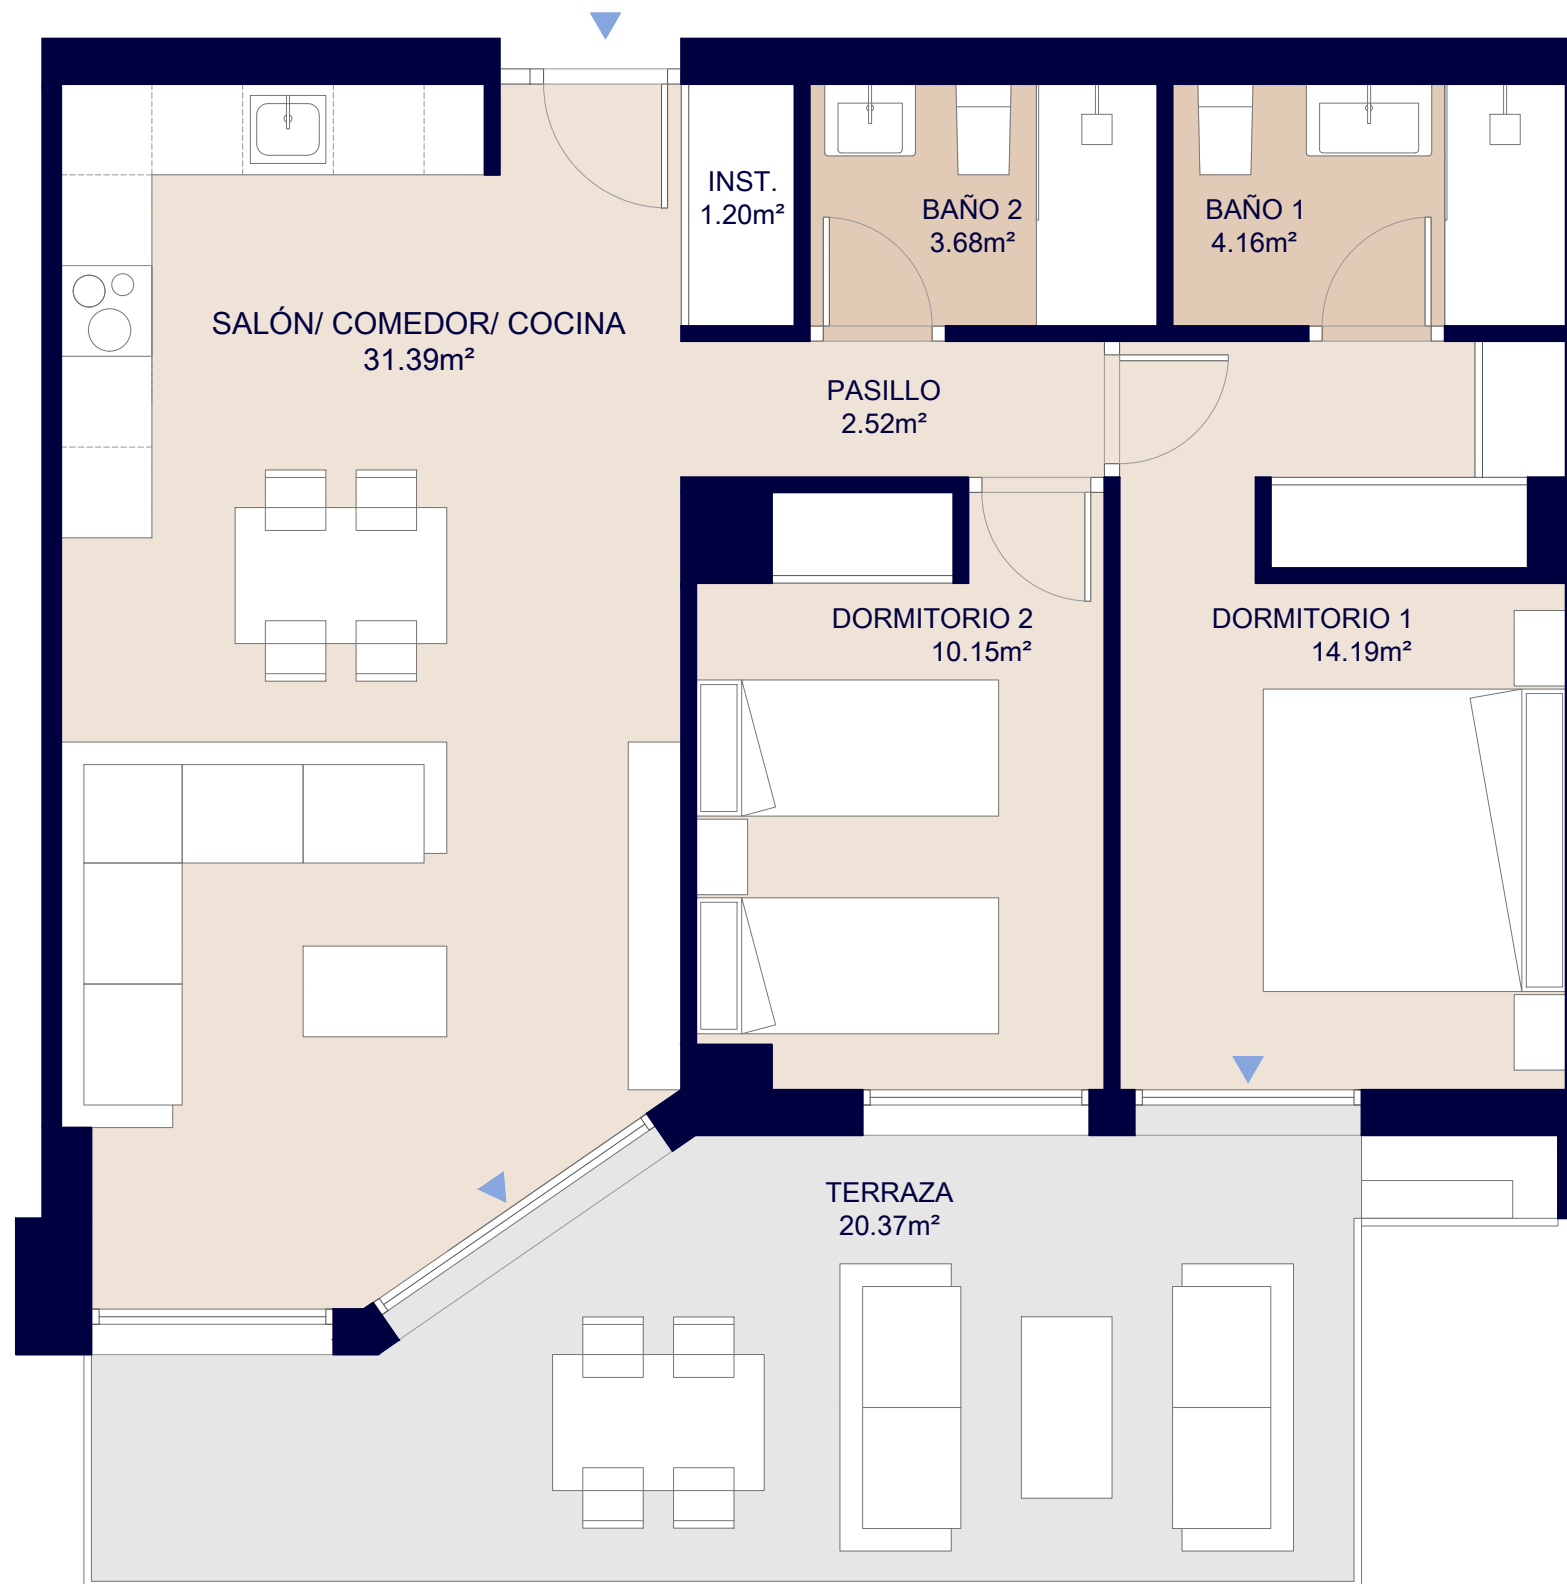 INST.
1.20m²
BAÑO 2
3.68m²
BAÑO 1
4.16m²
SALÓN/ COMEDOR/ COCINA
31.39m²
PASILLO
2.52m²
DORMITORIO 2
10.15m²
DORMITORIO 1
14.19m²
TERRAZA
20.37m²